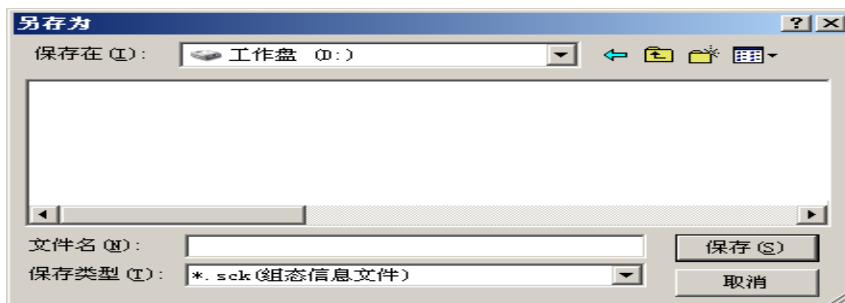 另存为
保存在(I): 工作盘 (D:)
文件名(N): 保存(S)
保存类型(T): *.sck(组态信息文件) 取消